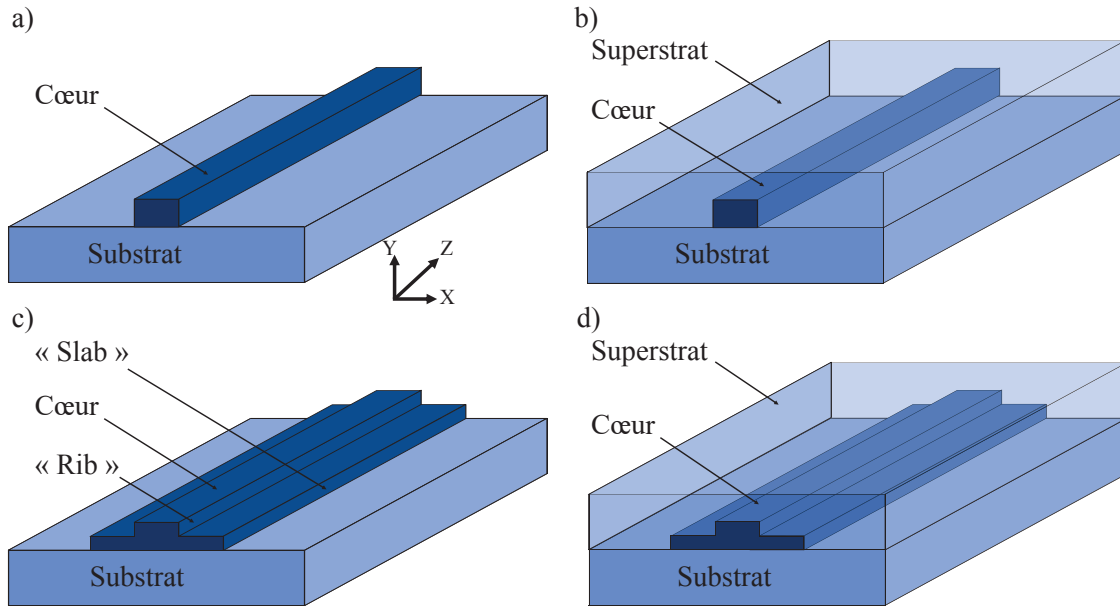 a)
Cœur
Substrat
b)
Superstrat
Cœur
Substrat
Y
Z
X
c)
« Slab »
Cœur
« Rib »
Substrat
d)
Superstrat
Cœur
Substrat